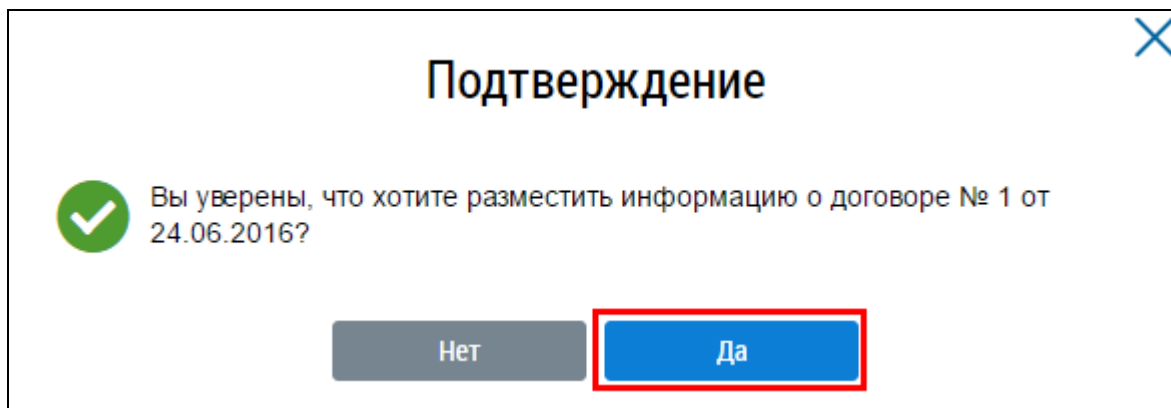 Подтверждение
Вы уверены, что хотите разместить информацию о договоре № 1 от
24.06.2016?
Нет
Да